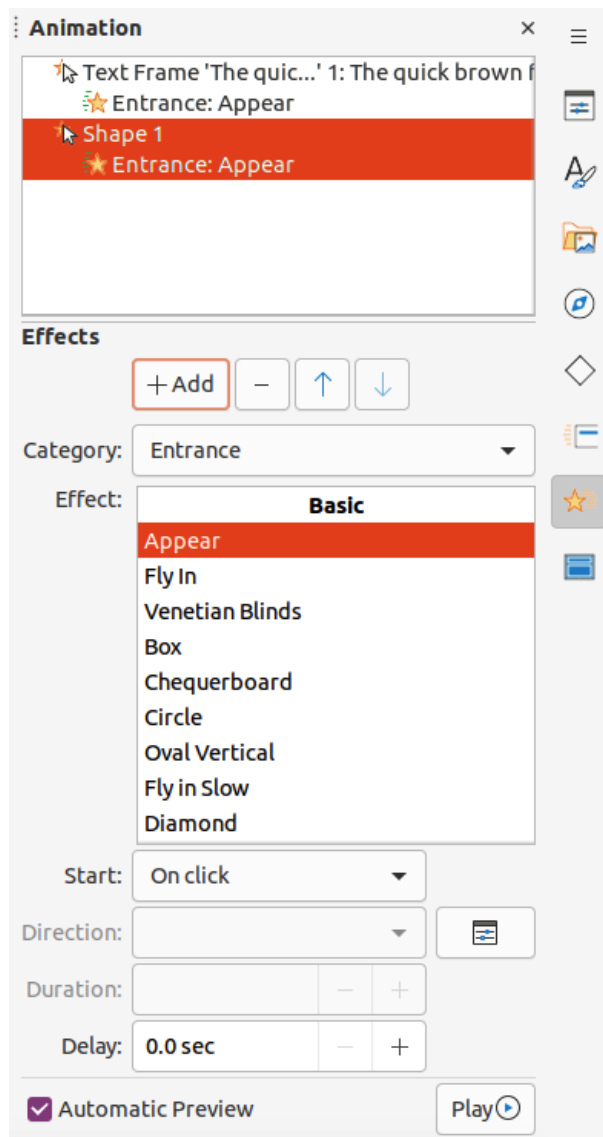 Animation
Text Frame 'The quic...' 1: The quick brown f
Entrance: Appear
Shape 1
Entrance: Appear
Effects
+ Add
Category: Entrance
Effect: Basic
Appear
Fly In
Venetian Blinds
Box
Chequerboard
Circle
Oval Vertical
Fly in Slow
Diamond
Start: On click
Direction:
Duration:
Delay: 0.0 sec
Automatic Preview Play